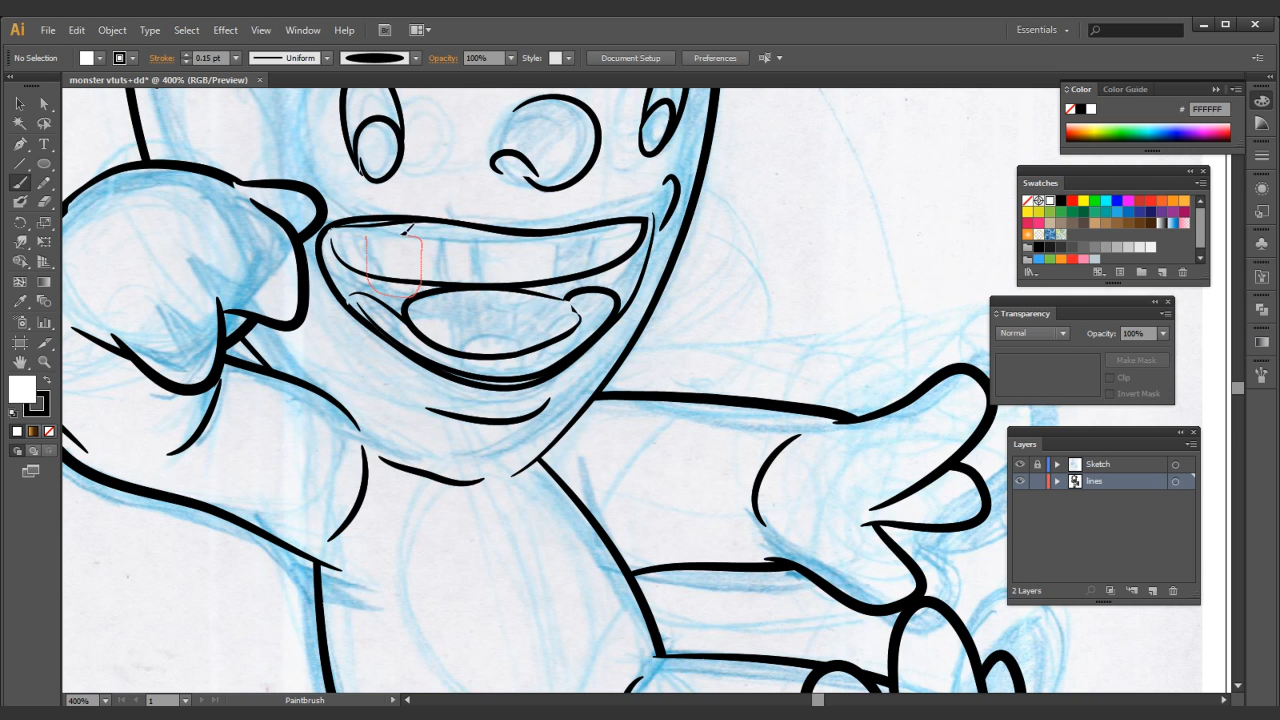 Ai File Edit Object Type Select Effect View Window Help Essentials
No Selection Stroke: 0.15 pt Uniform Opacity: 100% Style: Document Setup Preferences
monster vtuts+dd* @ 400% (RGB/Preview) ×
Color Color Guide
# FFFFFF
Swatches
Transparency
Normal Opacity: 100%
Make Mask
Clip
Invert Mask
Layers
Sketch
lines
2 Layers
400% 1 Paintbrush